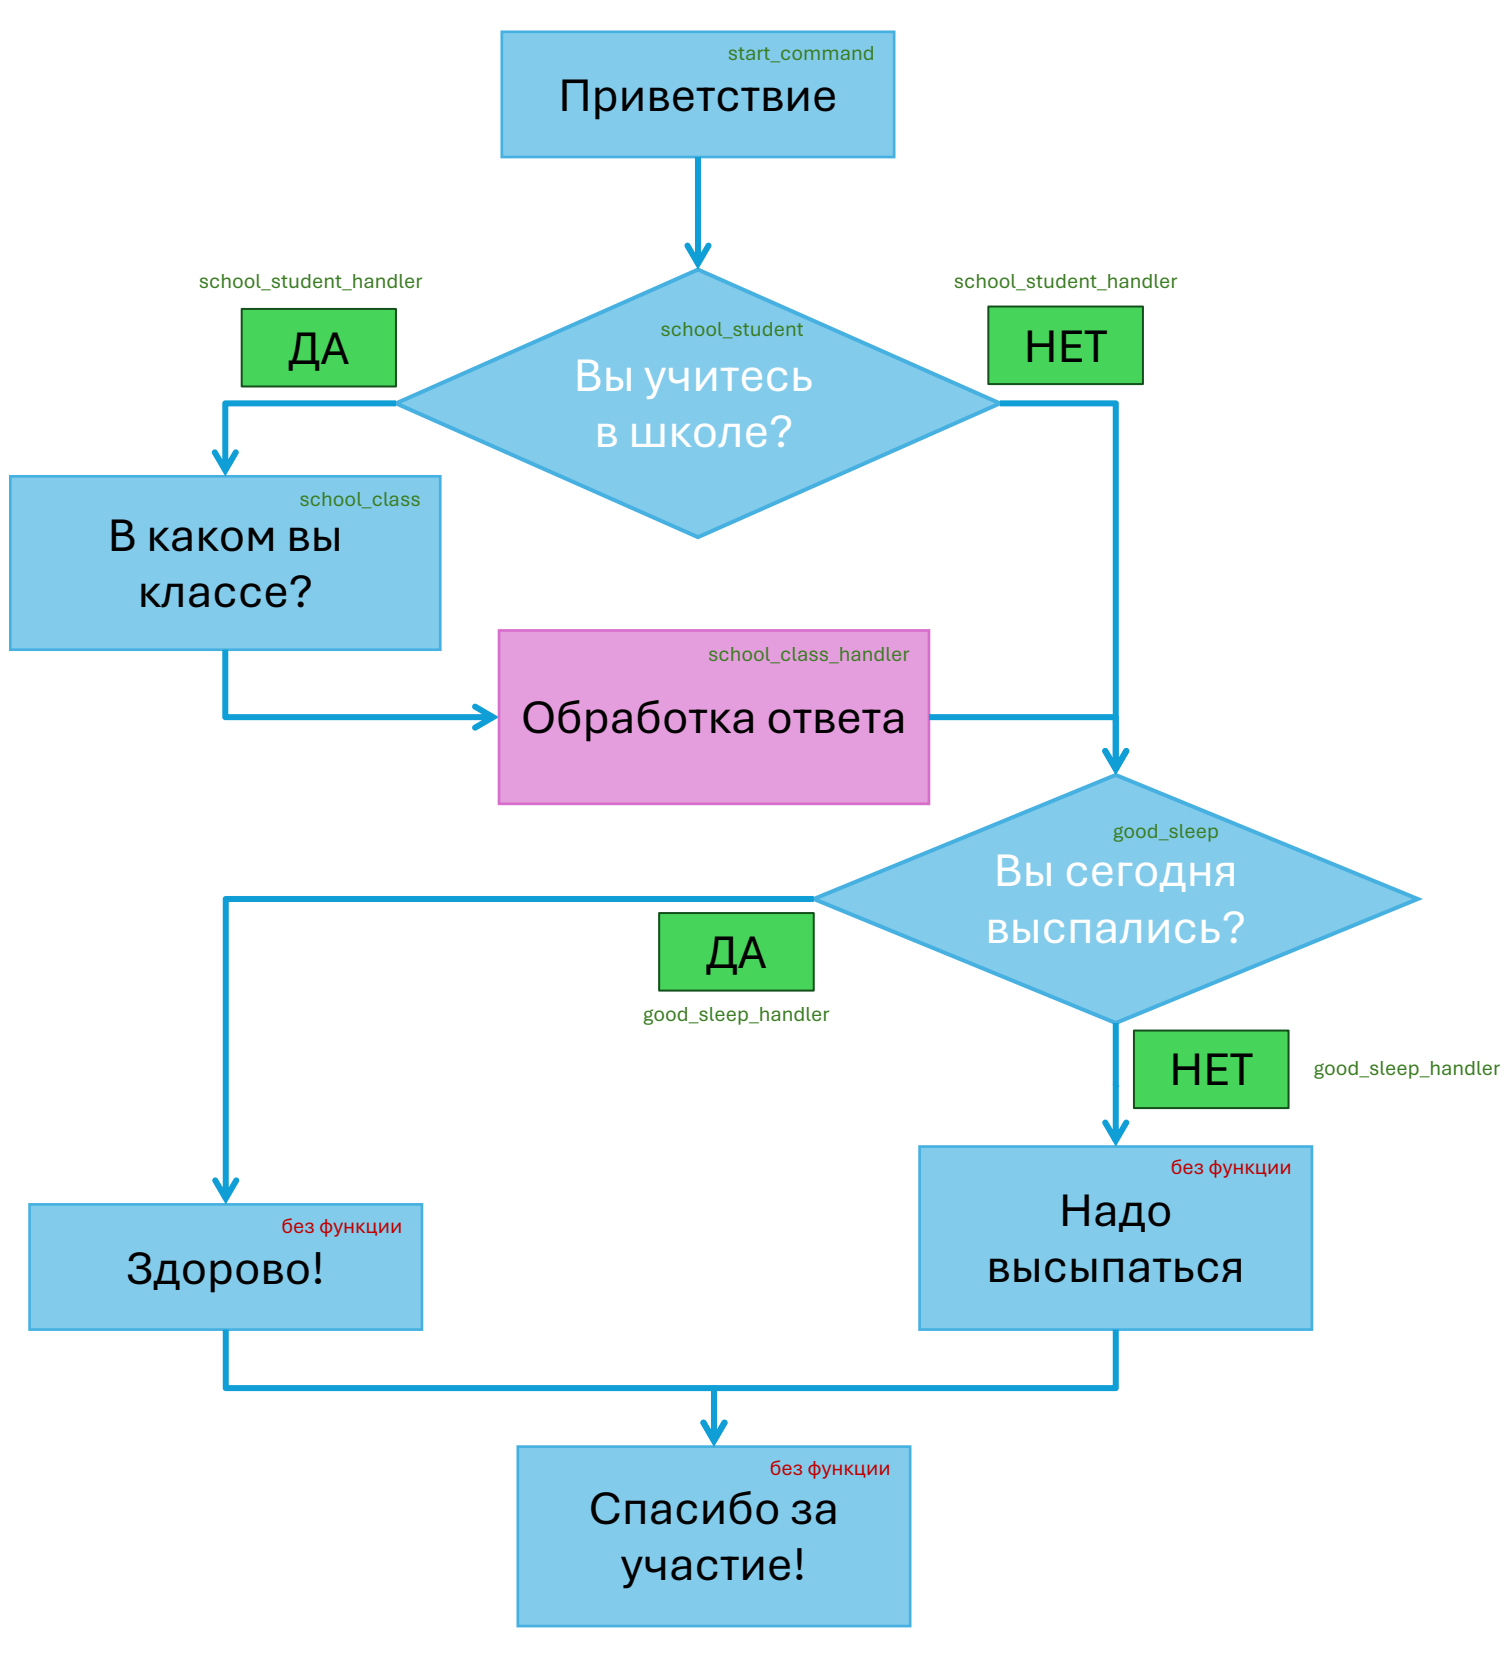 start_command
Приветствие
school_student_handler
ДА
school_student_handler
НЕТ
school_student
Вы учитесь
в школе?
school_class
В каком вы
классе?
school_class_handler
Обработка ответа
good_sleep
Вы сегодня
выспались?
ДА
good_sleep_handler
НЕТ
good_sleep_handler
без функции
Надо
высыпаться
без функции
Здорово!
без функции
Спасибо за
участие!